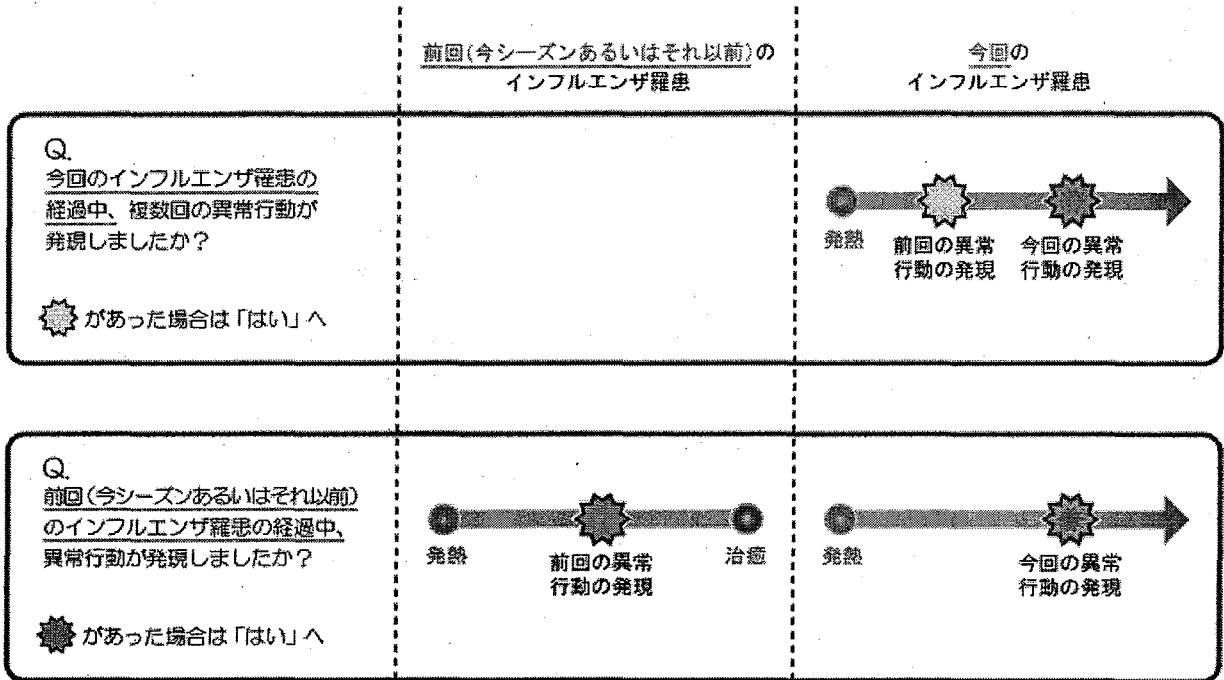 前回(今シーズンあるいはそれ以前)の
インフルエンザ羅患
今回の
インフルエンザ羅患
Q.
今回のインフルエンザ罹患の
経過中、複数回の異常行動が
発現しましたか?
があった場合は「はい」へ
発熱
前回の異常
行動の発現
今回の異常
行動の発現
Q.
前回(今シーズンあるいはそれ以前)
のインフルエンザ羅患の経過中、
異常行動が発現しましたか?
があった場合は「はい」へ
発熱
前回の異常
行動の発現
治癒
発熱
今回の異常
行動の発現